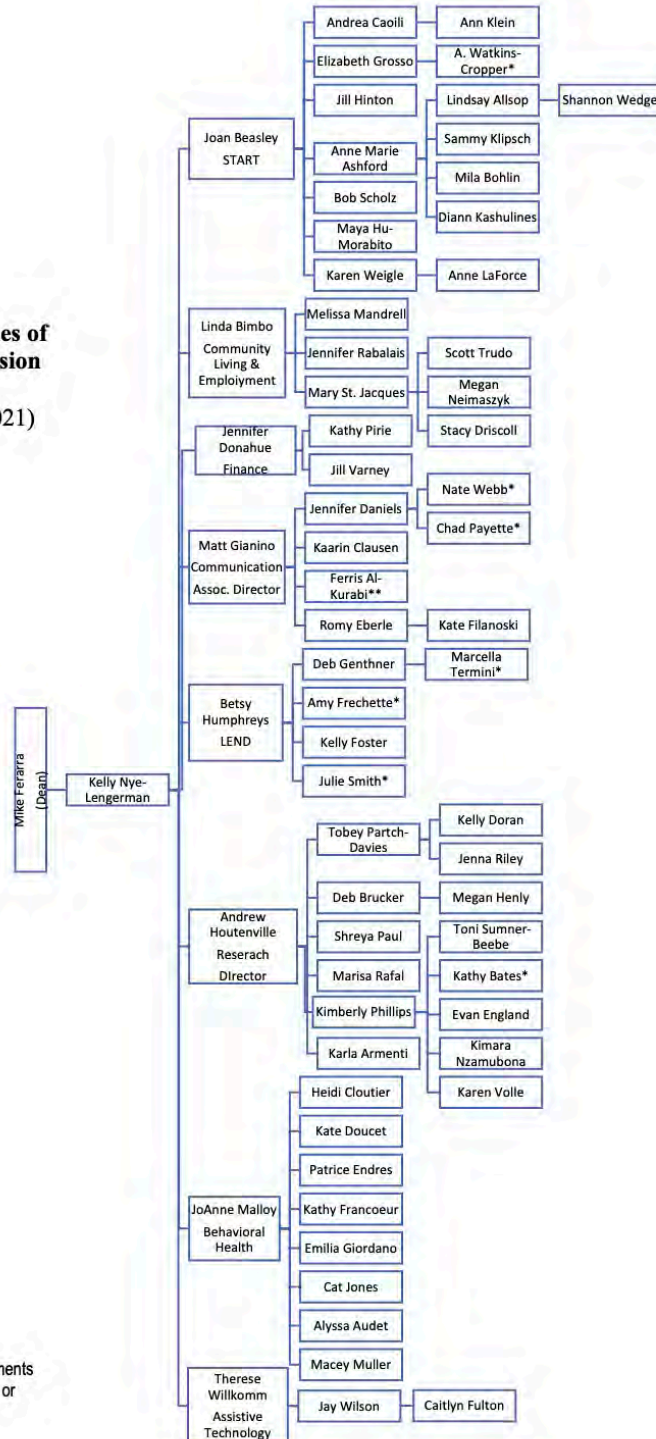 es of
sion
021)
Mike Ferarra
(Dean)
Kelly Nye-
Lengerman
Joan Beasley
START
Andrea Caoili
Ann Klein
Elizabeth Grosso
A. Watkins-
Cropper*
Jill Hinton
Anne Marie
Ashford
Lindsay Allsop
Shannon Wedge
Sammy Klipsch
Mila Bohlin
Diann Kashulines
Bob Scholz
Maya Hu-
Morabito
Karen Weigle
Anne LaForce
Linda Bimbo
Community
Living &
Emploiyment
Melissa Mandrell
Jennifer Rabalais
Mary St. Jacques
Scott Trudo
Megan
Neimaszyk
Stacy Driscoll
Jennifer
Donahue
Finance
Kathy Pirie
Jill Varney
Matt Gianino
Communication
Assoc. Director
Jennifer Daniels
Nate Webb*
Chad Payette*
Kaarin Clausen
Ferris Al-
Kurabi**
Romy Eberle
Kate Filanoski
Betsy
Humphreys
LEND
Deb Genthner
Marcella
Termini*
Amy Frechette*
Kelly Foster
Julie Smith*
Andrew
Houtenville
Reserach
DIrector
Tobey Partch-
Davies
Kelly Doran
Jenna Riley
Deb Brucker
Megan Henly
Shreya Paul
Marisa Rafal
Kimberly Phillips
Toni Sumner-
Beebe
Kathy Bates*
Evan England
Kimara
Nzamubona
Karen Volle
Karla Armenti
JoAnne Malloy
Behavioral
Health
Heidi Cloutier
Kate Doucet
Patrice Endres
Kathy Francoeur
Emilia Giordano
Cat Jones
Alyssa Audet
Macey Muller
Therese
Willkomm
Assistive
Technology
Jay Wilson
Caitlyn Fulton
ments
or